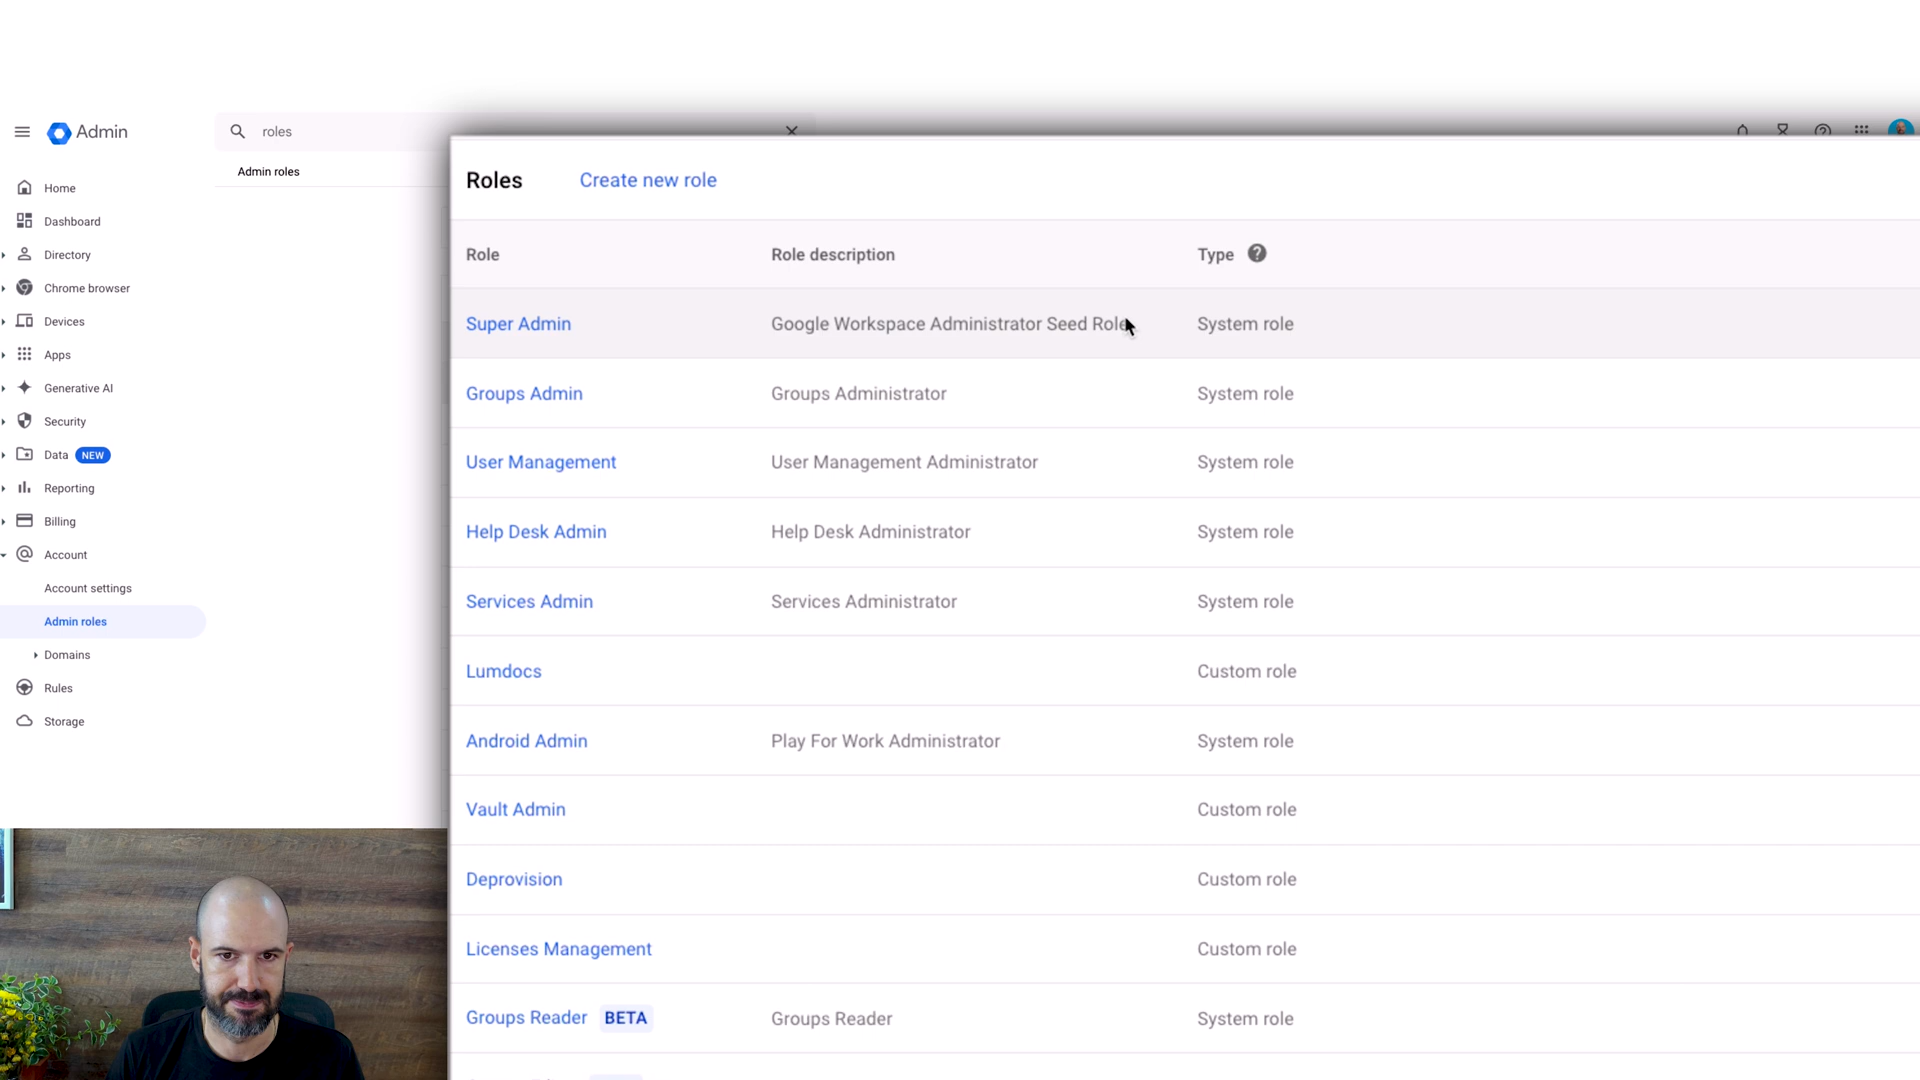 Admin
roles
Admin roles
Home
Dashboard
Directory
Chrome browser
Devices
Apps
Generative AI
Security
Data NEW
Reporting
Billing
Account
Account settings
Admin roles
Domains
Rules
Storage
Roles Create new role
Role Role description Type
Super Admin Google Workspace Administrator Seed Role System role
Groups Admin Groups Administrator System role
User Management User Management Administrator System role
Help Desk Admin Help Desk Administrator System role
Services Admin Services Administrator System role
Lumdocs Custom role
Android Admin Play For Work Administrator System role
Vault Admin Custom role
Deprovision Custom role
Licenses Management Custom role
Groups Reader BETA Groups Reader System role